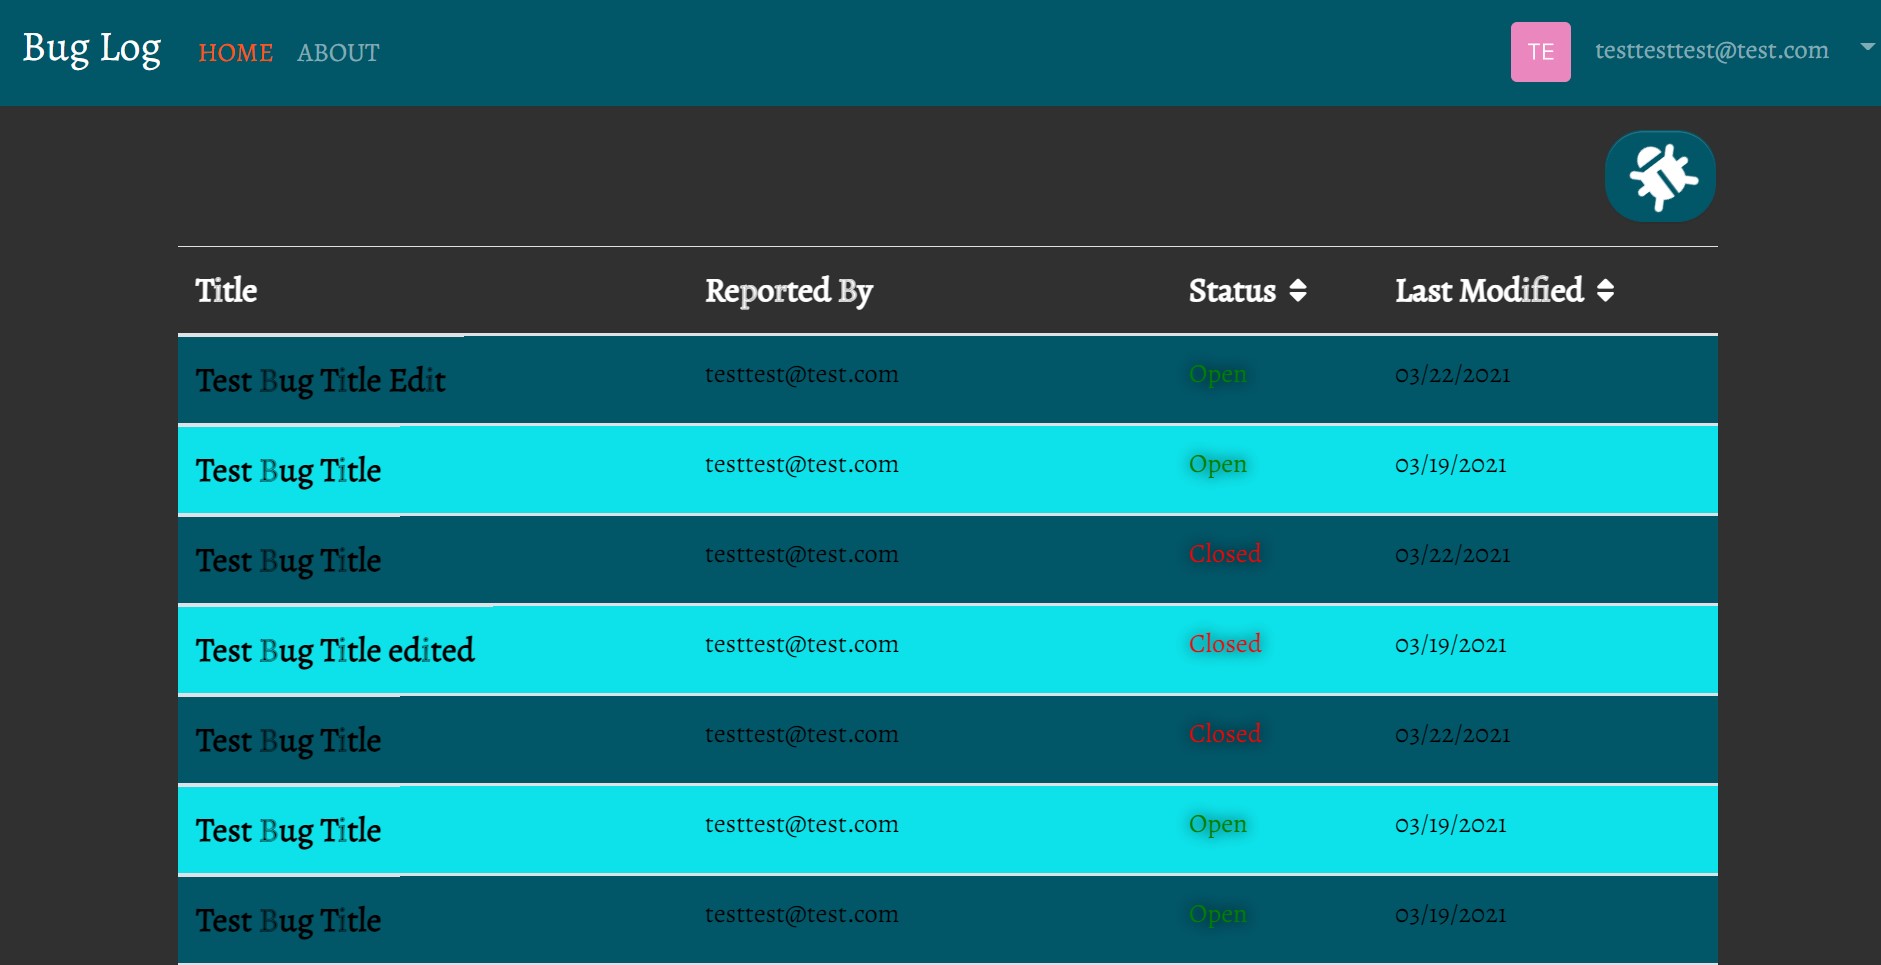 Bug Log HOME ABOUT TE testtesttest@test.com
Title Reported By Status Last Modified
Test Bug Title Edit testtest@test.com Open 03/22/2021
Test Bug Title testtest@test.com Open 03/19/2021
Test Bug Title testtest@test.com Closed 03/22/2021
Test Bug Title edited testtest@test.com Closed 03/19/2021
Test Bug Title testtest@test.com Closed 03/22/2021
Test Bug Title testtest@test.com Open 03/19/2021
Test Bug Title testtest@test.com Open 03/19/2021